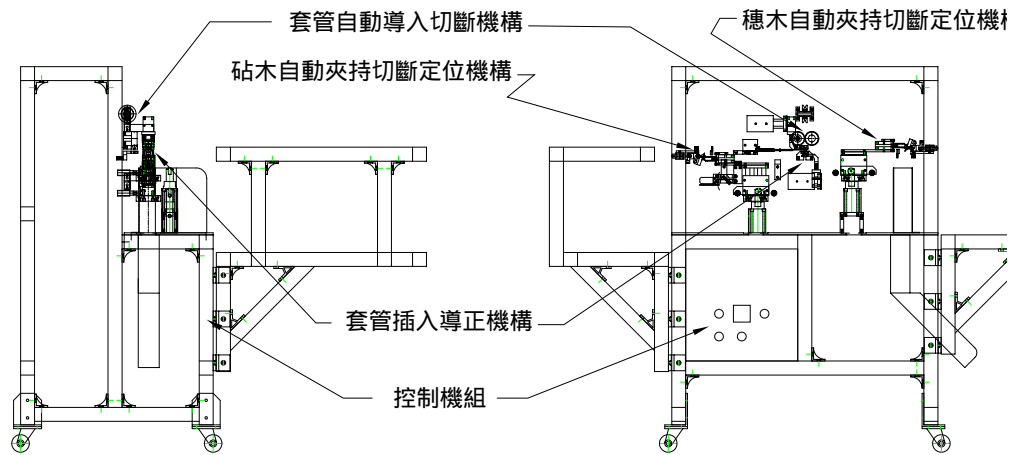 套管自動導入切斷機構
穗木自動夾持切斷定位機
砧木自動夾持切斷定位機構
套管插入導正機構
控制機組